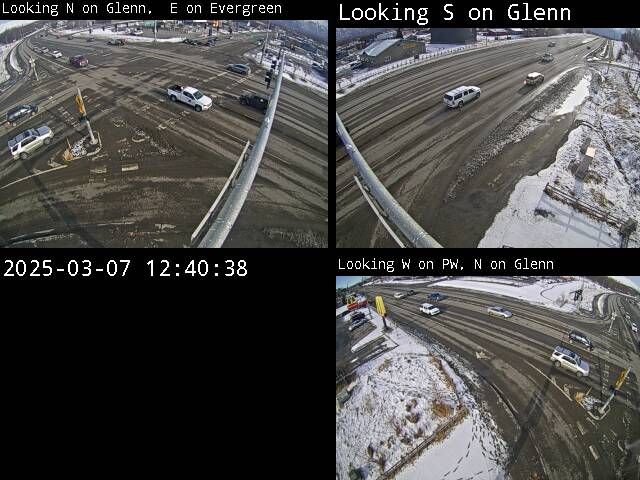 Looking N on Glenn,  E on Evergreen
Looking S on Glenn
2025-03-07 12:40:38
Looking W on PW, N on Glenn